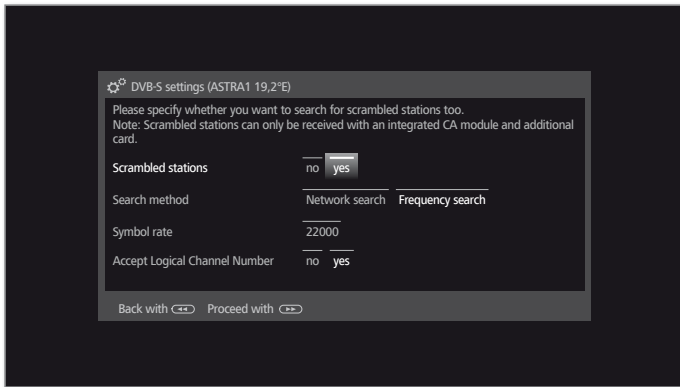 DVB-S settings (ASTRA1 19,2°E)
Please specify whether you want to search for scrambled stations too.
Note: Scrambled stations can only be received with an integrated CA module and additional
card.
Scrambled stations no yes
Search method Network search Frequency search
Symbol rate 22000
Accept Logical Channel Number no yes
Back with Proceed with